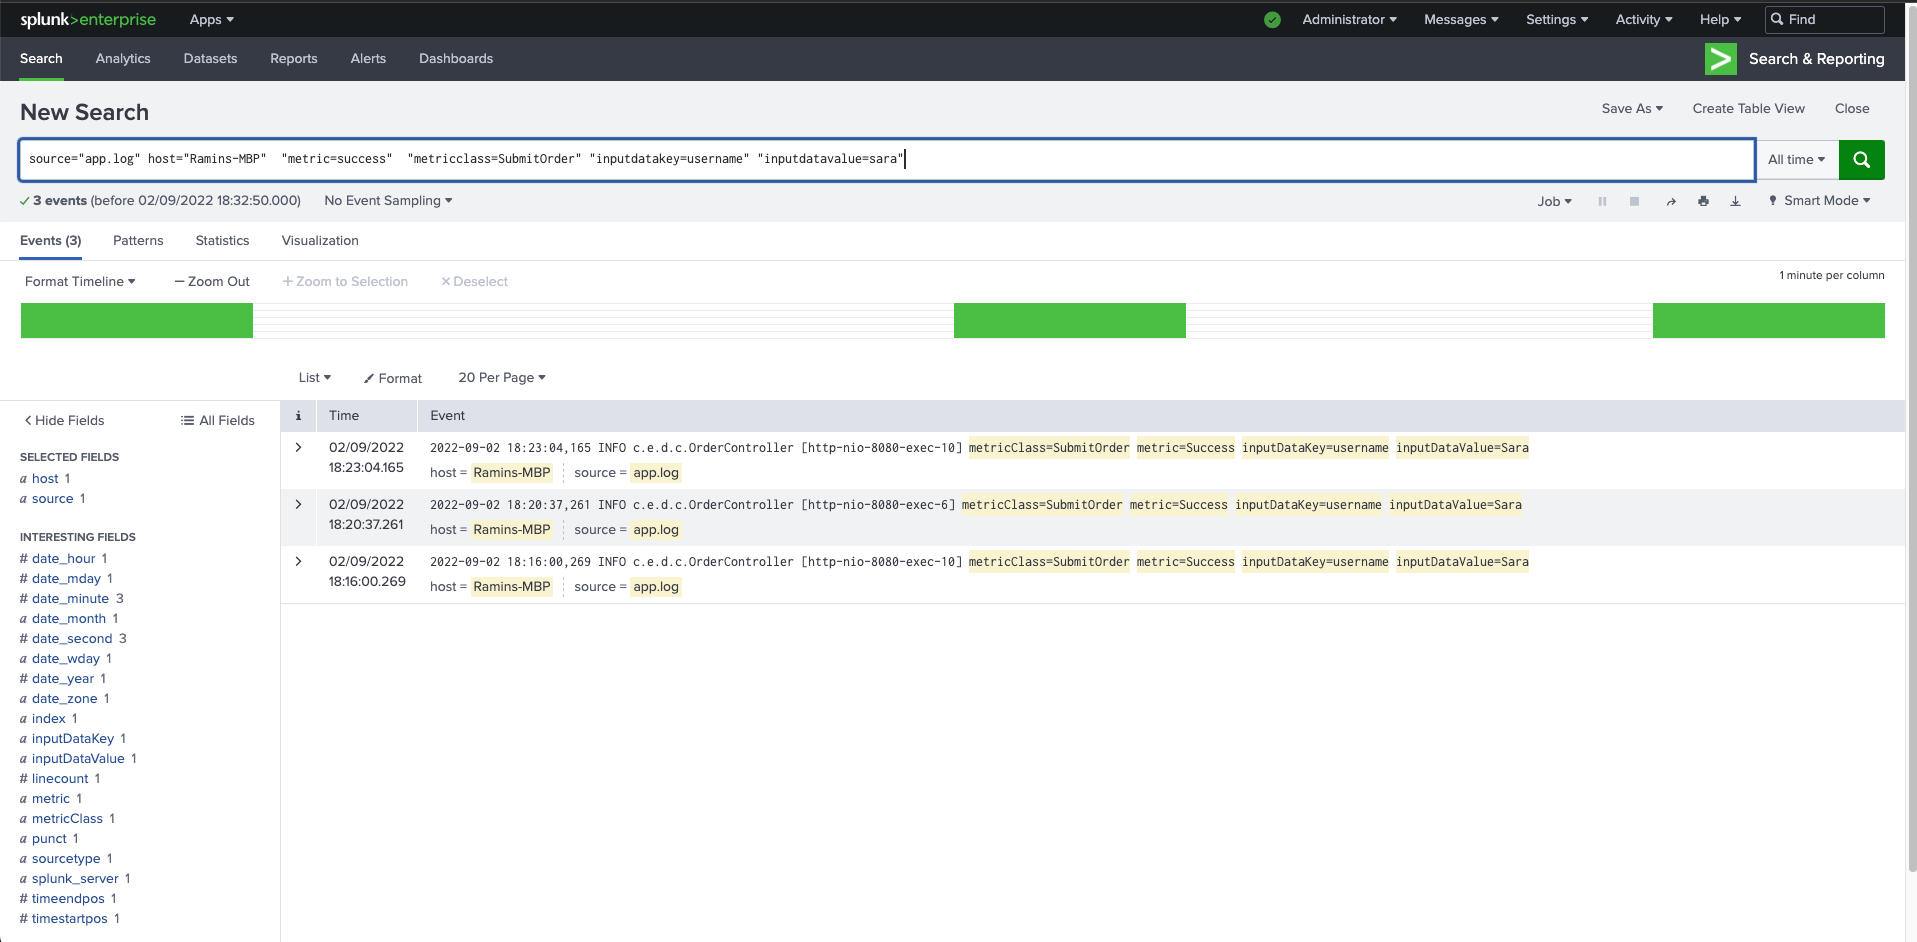 splunk>enterprise Apps Administrator Messages Settings Activity Help Find
Search Analytics Datasets Reports Alerts Dashboards Search & Reporting
New Search Save As Create Table View Close
source="app.log" host="Ramins-MBP"  "metric=success"  "metricclass=SubmitOrder" "inputdatakey=username" "inputdatavalue=sara" All time
3 events (before 02/09/2022 18:32:50.000) No Event Sampling Job Smart Mode
Events (3) Patterns Statistics Visualization
Format Timeline — Zoom Out + Zoom to Selection × Deselect 1 minute per column
List Format 20 Per Page
< Hide Fields All Fields
SELECTED FIELDS
a host 1
a source 1
INTERESTING FIELDS
# date_hour 1
# date_mday 1
# date_minute 3
a date_month 1
# date_second 3
a date_wday 1
# date_year 1
a date_zone 1
a index 1
a inputDataKey 1
a inputDataValue 1
# linecount 1
a metric 1
a metricClass 1
a punct 1
a sourcetype 1
a splunk_server 1
# timeendpos 1
# timestartpos 1
i Time Event
> 02/09/2022 2022-09-02 18:23:04,165 INFO c.e.d.c.OrderController [http-nio-8080-exec-10] metricClass=SubmitOrder metric=Success inputDataKey=username inputDataValue=Sara
18:23:04.165 host = Ramins-MBP source = app.log
> 02/09/2022 2022-09-02 18:20:37,261 INFO c.e.d.c.OrderController [http-nio-8080-exec-6] metricClass=SubmitOrder metric=Success inputDataKey=username inputDataValue=Sara
18:20:37.261 host = Ramins-MBP source = app.log
> 02/09/2022 2022-09-02 18:16:00,269 INFO c.e.d.c.OrderController [http-nio-8080-exec-10] metricClass=SubmitOrder metric=Success inputDataKey=username inputDataValue=Sara
18:16:00.269 host = Ramins-MBP source = app.log